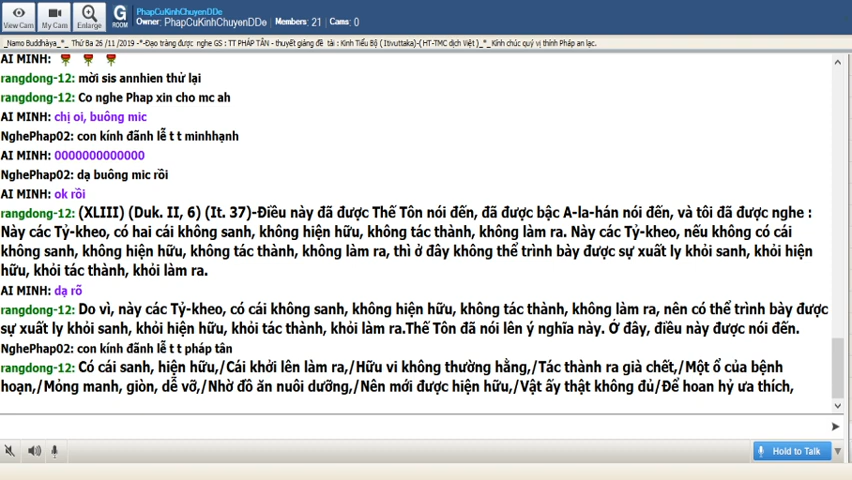 PhapCuKinhChuyenDDe
Owner: PhapCuKinhChuyenDDe Members: 21 Cams: 0
View Cam My Cam Enlarge G ROOM
_Namo Buddhàya_*_ Thứ Ba 26 /11 /2019 -*-Đạo tràng được nghe GS : TT PHÁP TÂN - thuyết giảng đề tài : Kinh Tiểu Bộ ( Itivuttaka)-( HT-TMC dịch Việt )_*_Kính chúc quý vị thính Pháp an lạc.
AI MINH:
rangdong-12: mời sis annhien thử lại
rangdong-12: Co nghe Phap xin cho mc ah
AI MINH: chị oi, buông mic
NghePhap02: con kính đãnh lễ t t minhhạnh
AI MINH: 0000000000000
NghePhap02: dạ buông mic rồi
AI MINH: ok rồi
rangdong-12: (XLIII) (Duk. II, 6) (It. 37)-Điều này đã được Thế Tôn nói đến, đã được bậc A-la-hán nói đến, và tôi đã được nghe :
Này các Tỷ-kheo, có hai cái không sanh, không hiện hữu, không tác thành, không làm ra. Này các Tỷ-kheo, nếu không có cái
không sanh, không hiện hữu, không tác thành, không làm ra, thì ở đây không thể trình bày được sự xuất ly khỏi sanh, khỏi hiện
hữu, khỏi tác thành, khỏi làm ra.
AI MINH: dạ rõ
rangdong-12: Do vì, này các Tỷ-kheo, có cái không sanh, không hiện hữu, không tác thành, không làm ra, nên có thể trình bày được
sự xuất ly khỏi sanh, khỏi hiện hữu, khỏi tác thành, khỏi làm ra.Thế Tôn đã nói lên ý nghĩa này. Ở đây, điều này được nói đến.
NghePhap02: con kính đãnh lễ t t pháp tân
rangdong-12: Có cái sanh, hiện hữu,/Cái khởi lên làm ra,/Hữu vi không thường hằng,/Tác thành ra già chết,/Một ổ của bệnh
hoạn,/Mỏng manh, giòn, dễ vỡ,/Nhờ đồ ăn nuôi dưỡng,/Nên mới được hiện hữu,/Vật ấy thật không đủ/Để hoan hỷ ưa thích,
Hold to Talk